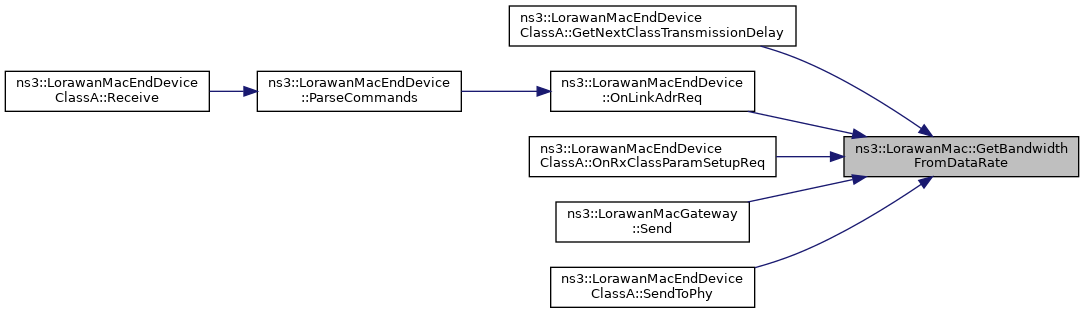 ns3::LorawanMacEndDevice
ClassA::GetNextClassTransmissionDelay
ns3::LorawanMacEndDevice
ClassA::Receive
ns3::LorawanMacEndDevice
::ParseCommands
ns3::LorawanMacEndDevice
::OnLinkAdrReq
ns3::LorawanMacEndDevice
ClassA::OnRxClassParamSetupReq
ns3::LorawanMac::GetBandwidth
FromDataRate
ns3::LorawanMacGateway
::Send
ns3::LorawanMacEndDevice
ClassA::SendToPhy